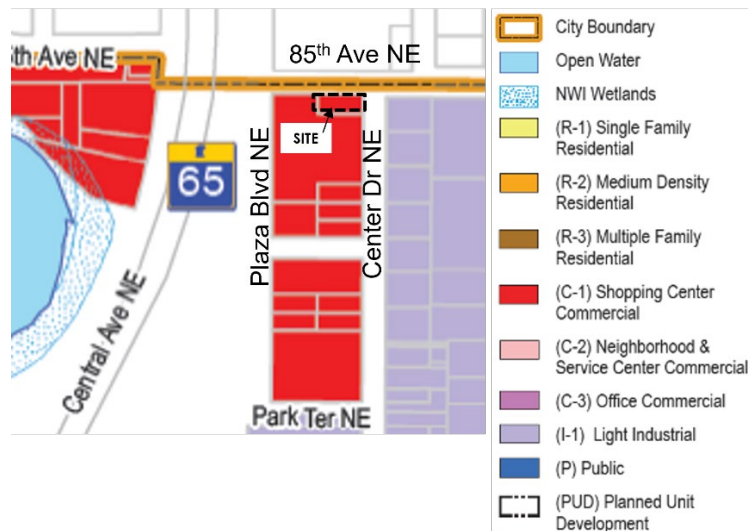 5th Ave NE
85th Ave NE
SITE
65
Plaza Blvd NE
Center Dr NE
Central Ave NE
Park Ter NE
City Boundary
Open Water
NWI Wetlands
(R-1) Single Family
Residential
(R-2) Medium Density
Residential
(R-3) Multiple Family
Residential
(C-1) Shopping Center
Commercial
(C-2) Neighborhood &
Service Center Commercial
(C-3) Office Commercial
(I-1) Light Industrial
(P) Public
(PUD) Planned Unit
Development